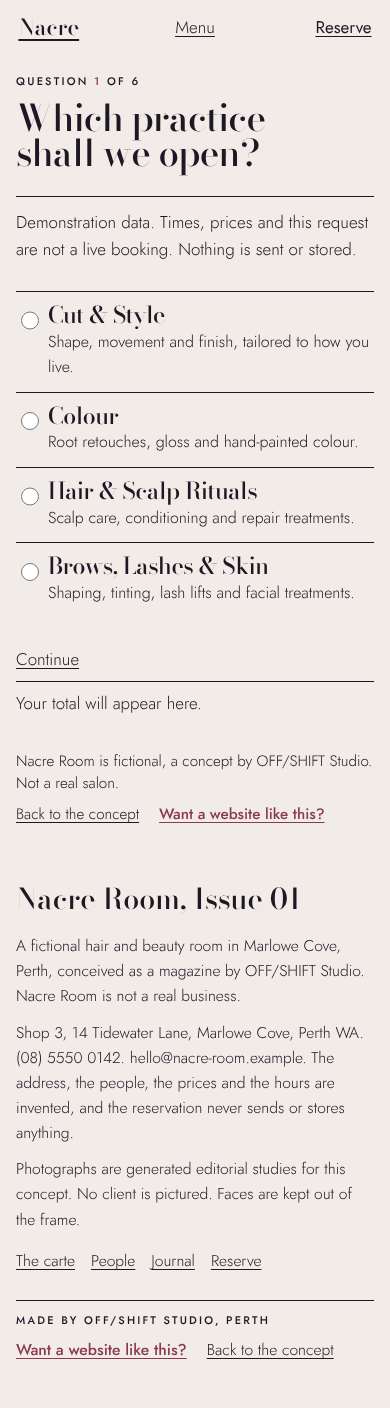 Nacre
Menu
Reserve
QUESTION 1 OF 6
Which practice
shall we open?
Demonstration data. Times, prices and this request
are not a live booking. Nothing is sent or stored.
Cut & Style
Shape, movement and finish, tailored to how you
live.
Colour
Root retouches, gloss and hand-painted colour.
Hair & Scalp Rituals
Scalp care, conditioning and repair treatments.
Brows, Lashes & Skin
Shaping, tinting, lash lifts and facial treatments.
Continue
Your total will appear here.
Nacre Room is fictional, a concept by OFF/SHIFT Studio.
Not a real salon.
Back to the concept Want a website like this?
Nacre Room, Issue 01
A fictional hair and beauty room in Marlowe Cove,
Perth, conceived as a magazine by OFF/SHIFT Studio.
Nacre Room is not a real business.
Shop 3, 14 Tidewater Lane, Marlowe Cove, Perth WA.
(08) 5550 0142. hello@nacre-room.example. The
address, the people, the prices and the hours are
invented, and the reservation never sends or stores
anything.
Photographs are generated editorial studies for this
concept. No client is pictured. Faces are kept out of
the frame.
The carte People Journal Reserve
MADE BY OFF/SHIFT STUDIO, PERTH
Want a website like this? Back to the concept